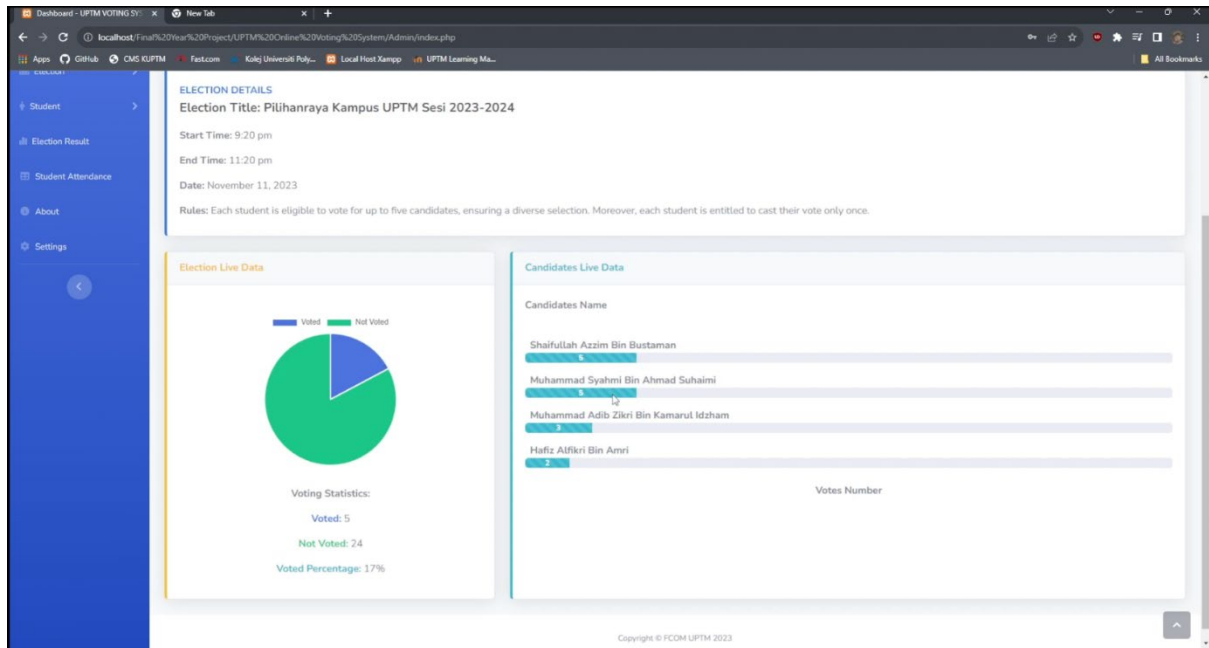 Dashboard - UPTM VOTING SY
New Tab
localhost/Final%20Year%20Project/UPTM%20Online%20Voting%20System/Admin/index.php
Apps GitHub CMS KUPTM Fast.com Kolej Universiti Poly... Local Host Xampp UPTM Learning Ma... All Bookmarks
Election
Student
Election Result
Student Attendance
About
Settings
ELECTION DETAILS
Election Title: Pilihanraya Kampus UPTM Sesi 2023-2024
Start Time: 9:20 pm
End Time: 11:20 pm
Date: November 11, 2023
Rules: Each student is eligible to vote for up to five candidates, ensuring a diverse selection. Moreover, each student is entitled to cast their vote only once.
Election Live Data
Voted Not Voted
Voting Statistics:
Voted: 5
Not Voted: 24
Voted Percentage: 17%
Candidates Live Data
Candidates Name
Shaifullah Azzim Bin Bustaman
5
Muhammad Syahmi Bin Ahmad Suhaimi
5
Muhammad Adib Zikri Bin Kamarul Idzham
3
Hafiz Alfikri Bin Amri
2
Votes Number
Copyright © FCOM UPTM 2023